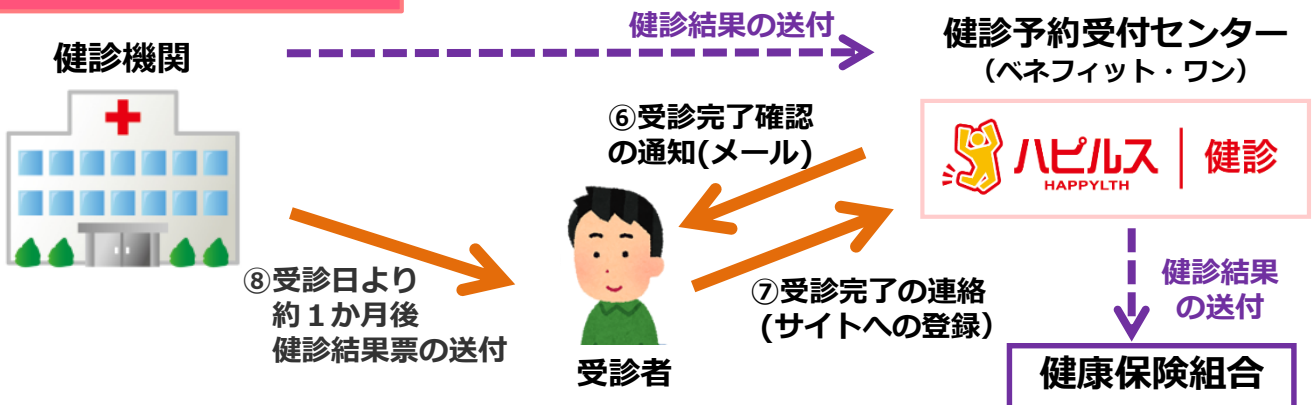 健診結果の送付
健診機関
健診予約受付センター
（ベネフィット・ワン）
⑥受診完了確認
の通知(メール)
ハピルス
HAPPYLTH
健診
⑧受診日より
約１か月後
健診結果票の送付
⑦受診完了の連絡
(サイトへの登録）
健診結果
の送付
受診者
健康保険組合